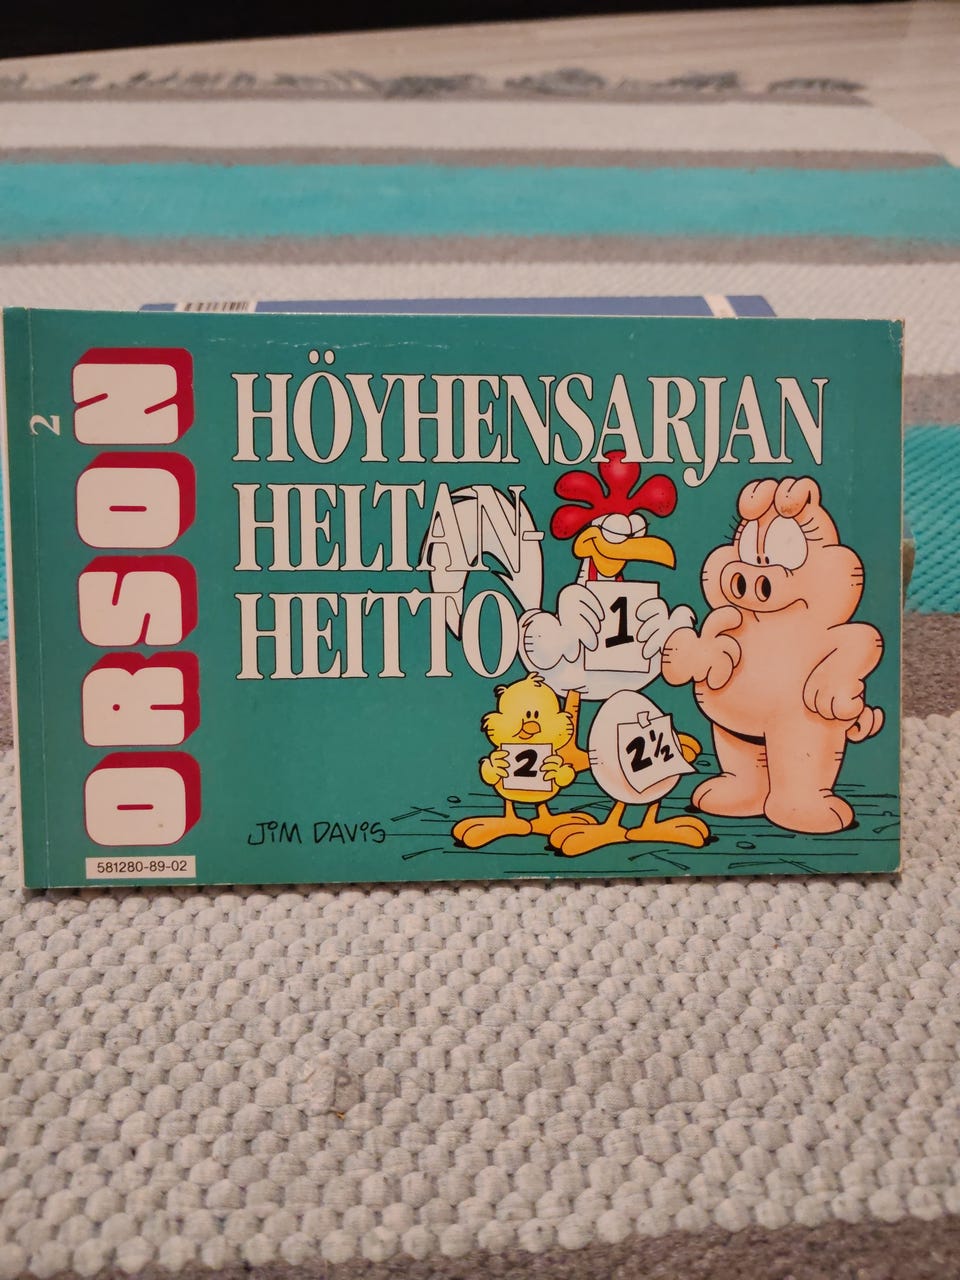 2
ORSON
HÖYHENSARJAN
HELTAN-
HEITTO
1
2
2½
JIM DAVIS
581280-89-02